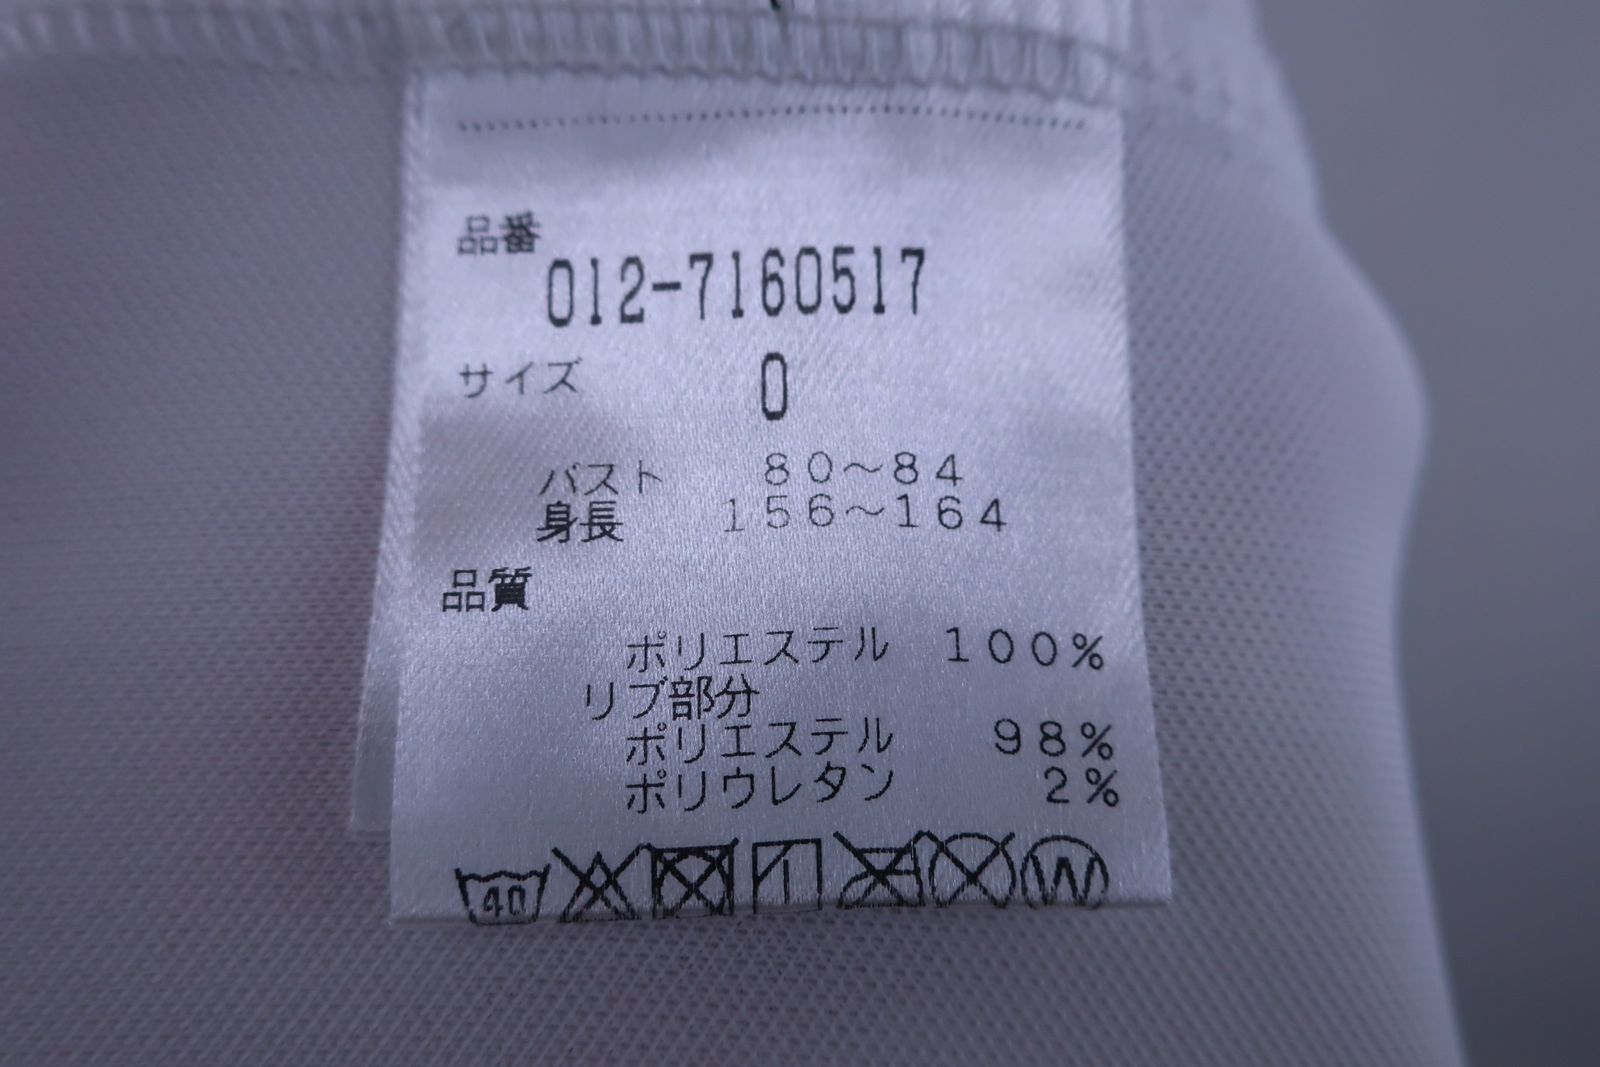 品番
012-7160517
サイズ 0
バスト 80～84
身長 156～164
品質
ポリエステル 100%
リブ部分
ポリエステル 98%
ポリウレタン 2%
40 W